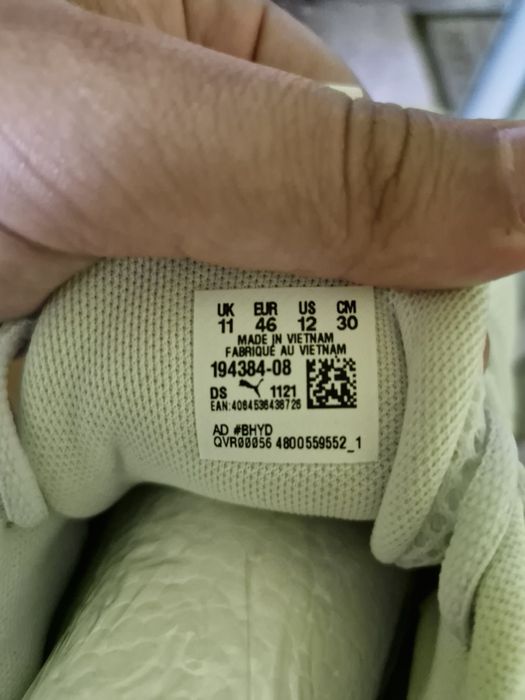 UK EUR US CM
11 46 12 30
MADE IN VIETNAM
FABRIQUÉ AU VIETNAM
194384-08
DS 1121
EAN:4064536438726
AD #BHYD
QVR00056 4800559552_1